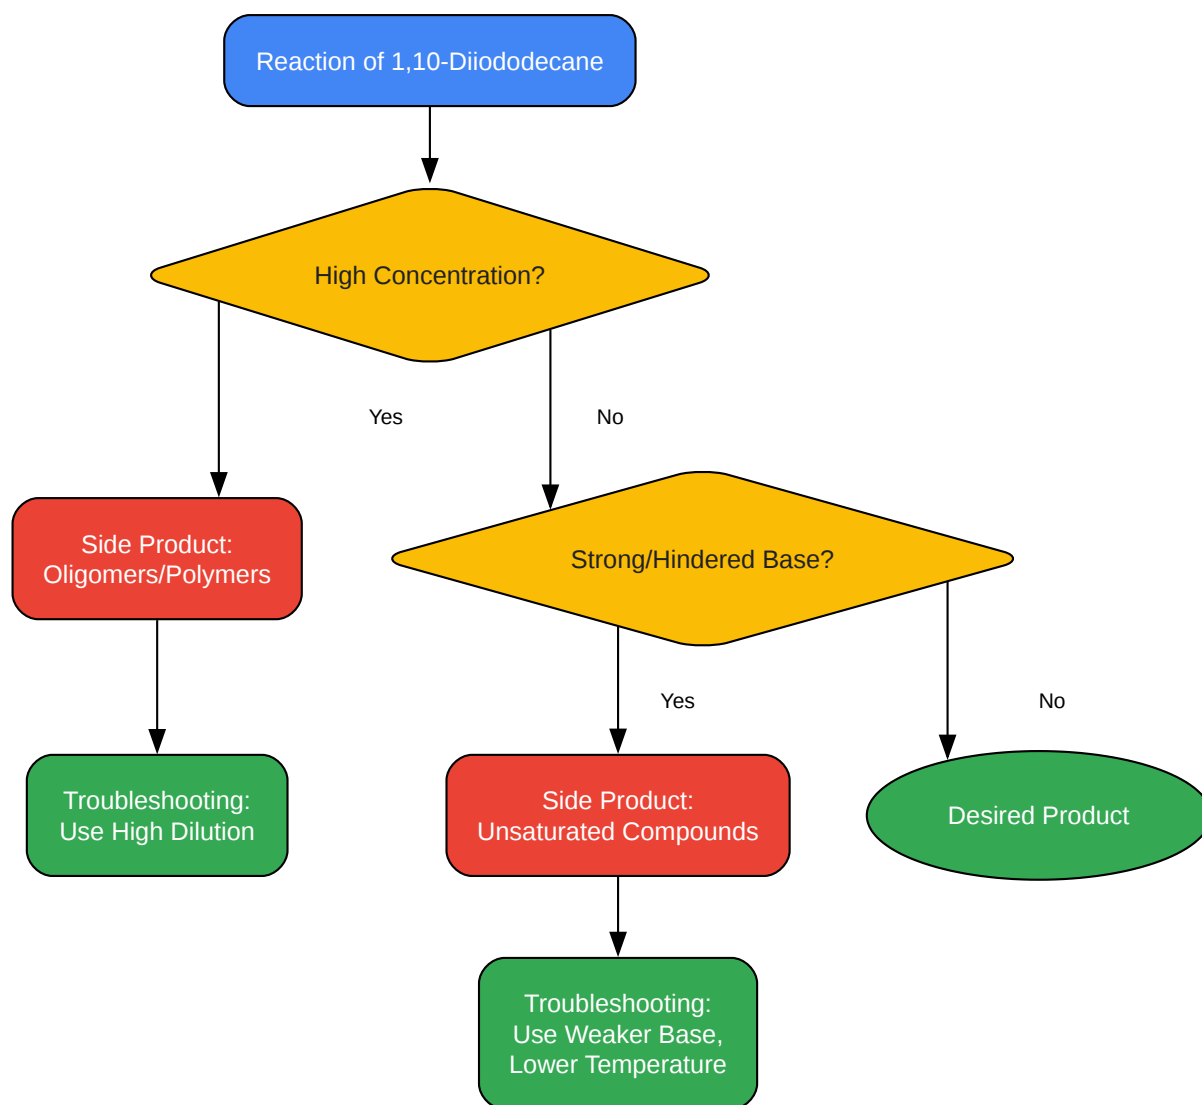 Reaction of 1,10-Diiododecane
High Concentration?
Yes
No
Side Product:
Oligomers/Polymers
Strong/Hindered Base?
Yes
No
Troubleshooting:
Use High Dilution
Side Product:
Unsaturated Compounds
Desired Product
Troubleshooting:
Use Weaker Base,
Lower Temperature